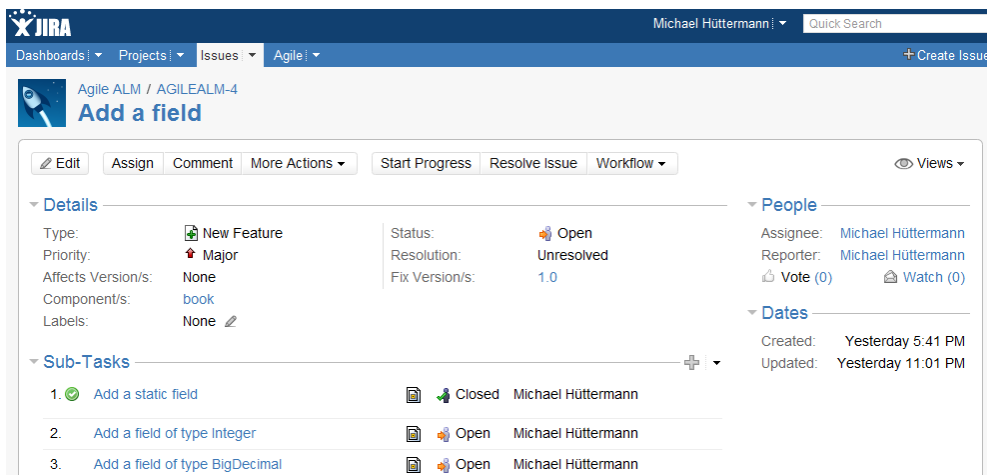 JIRA Michael Hüttermann Quick Search
Dashboards Projects Issues Agile Create Issue
Agile ALM / AGILEALM-4
Add a field
Edit Assign Comment More Actions Start Progress Resolve Issue Workflow Views
Details People
Type: New Feature Status: Open Assignee: Michael Hüttermann
Priority: Major Resolution: Unresolved Reporter: Michael Hüttermann
Affects Version/s: None Fix Version/s: 1.0 Vote (0) Watch (0)
Component/s: book
Labels: None
Dates
Created: Yesterday 5:41 PM
Sub-Tasks Updated: Yesterday 11:01 PM
1. Add a static field Closed Michael Hüttermann
2. Add a field of type Integer Open Michael Hüttermann
3. Add a field of type BigDecimal Open Michael Hüttermann